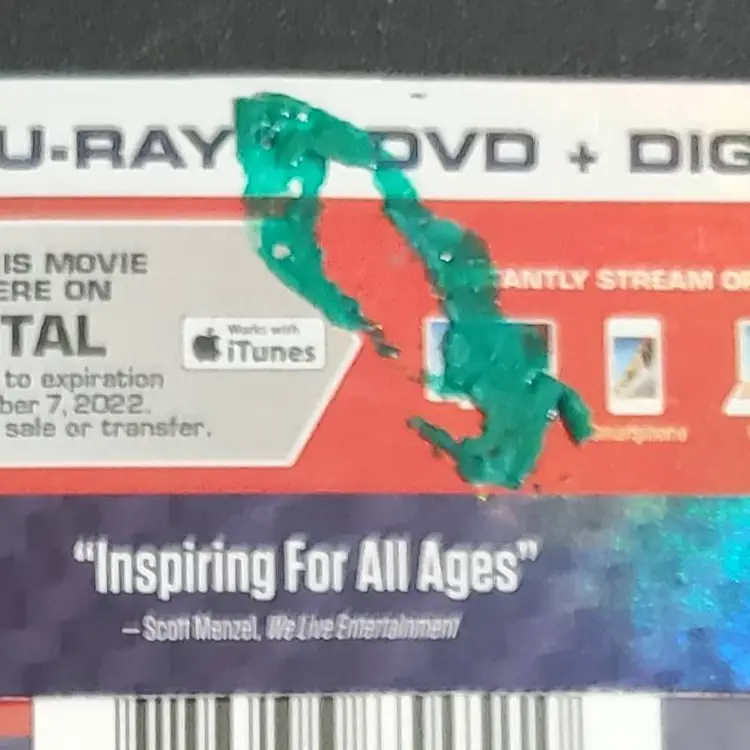 U-RAY DVD + DIG
IS MOVIE
ERE ON
TAL
to expiration
ber 7, 2022.
sale or transfer.
Works with
iTunes
ANTLY STREAM O
martphone
"Inspiring For All Ages"
– Scott Menzel, We Live Entertainment